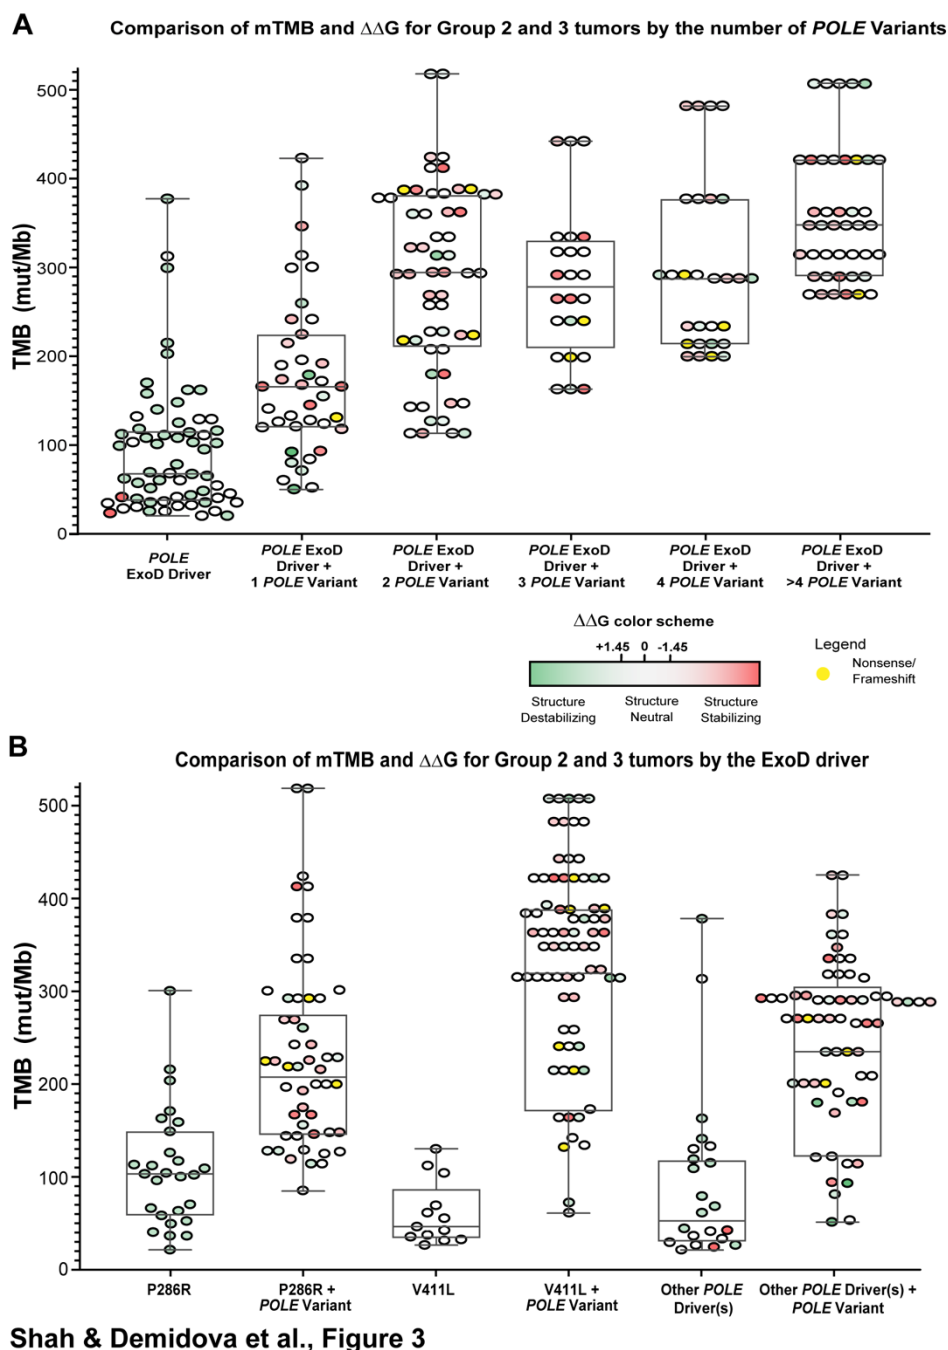 A
Comparison of mTMB and ΔΔG for Group 2 and 3 tumors by the number of POLE Variants
TMB (mut/Mb)
500
400
300
200
100
0
POLE
ExoD Driver
POLE ExoD
Driver +
1 POLE Variant
POLE ExoD
Driver +
2 POLE Variant
POLE ExoD
Driver +
3 POLE Variant
POLE ExoD
Driver +
4 POLE Variant
POLE ExoD
Driver +
>4 POLE Variant
ΔΔG color scheme
+1.45 0 -1.45
Structure
Destabilizing
Structure
Neutral
Structure
Stabilizing
Legend
Nonsense/
Frameshift
B
Comparison of mTMB and ΔΔG for Group 2 and 3 tumors by the ExoD driver
TMB (mut/Mb)
500
400
300
200
100
0
P286R
P286R +
POLE Variant
V411L
V411L +
POLE Variant
Other POLE
Driver(s)
Other POLE Driver(s) +
POLE Variant
Shah & Demidova et al., Figure 3